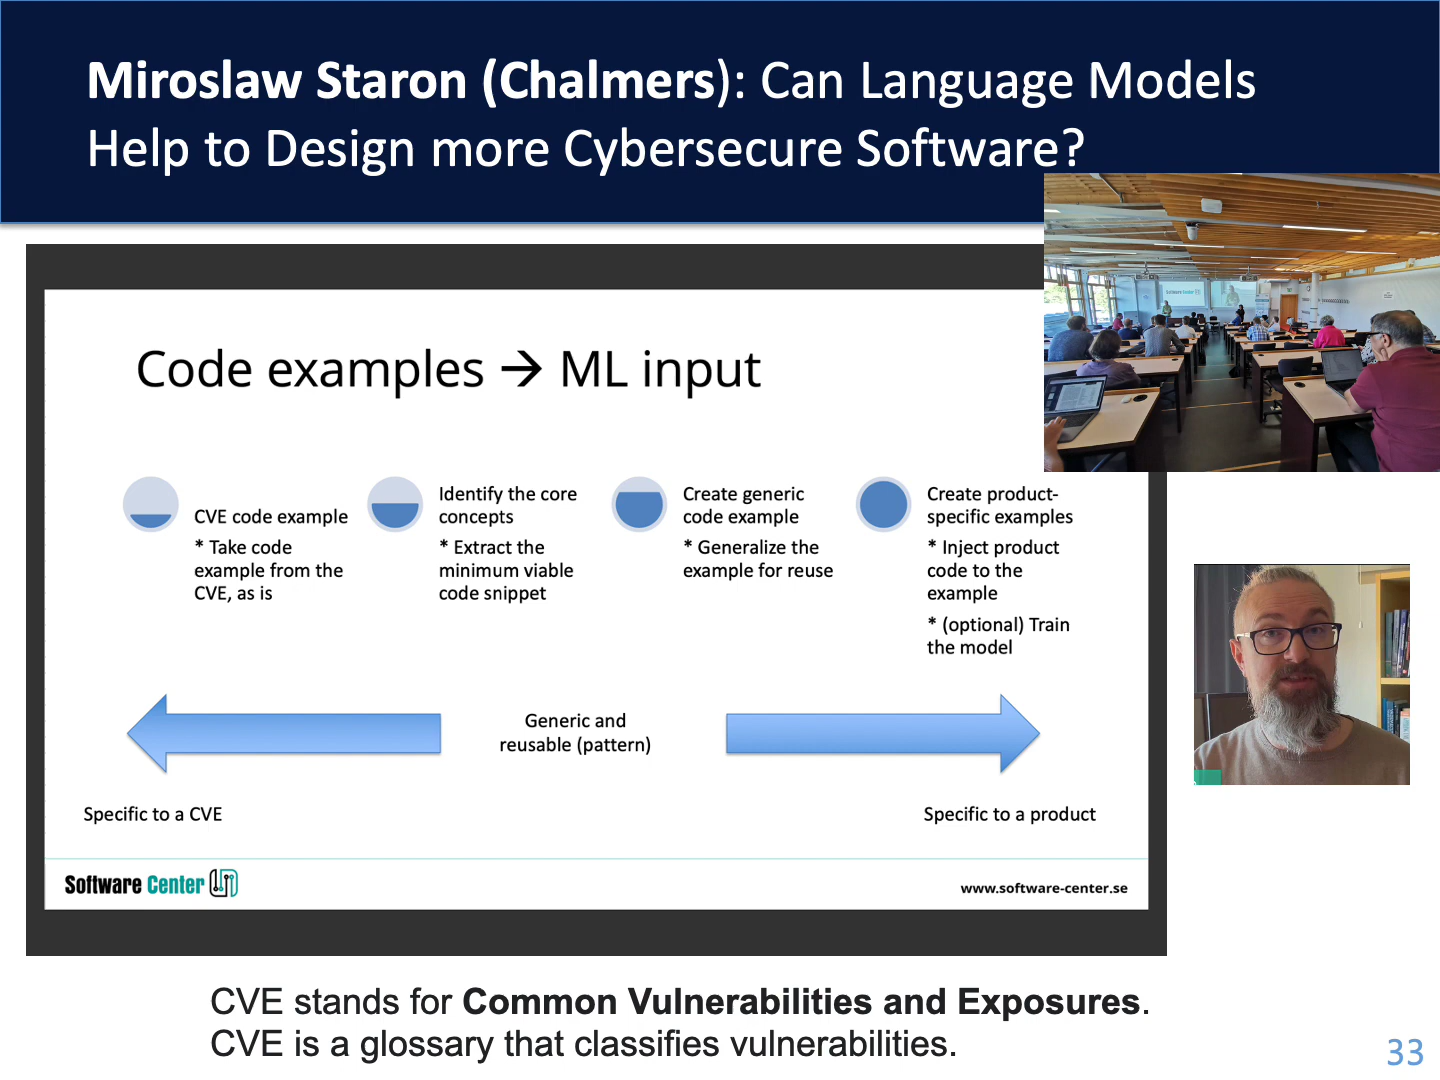 Miroslaw Staron (Chalmers): Can Language Models
Help to Design more Cybersecure Software?
Software Center
Code examples → ML input
CVE code example
* Take code
example from the
CVE, as is
Identify the core
concepts
* Extract the
minimum viable
code snippet
Create generic
code example
* Generalize the
example for reuse
Create product-
specific examples
* Inject product
code to the
example
* (optional) Train
the model
Generic and
reusable (pattern)
Specific to a CVE
Specific to a product
Software Center
www.software-center.se
CVE stands for Common Vulnerabilities and Exposures.
CVE is a glossary that classifies vulnerabilities.
33